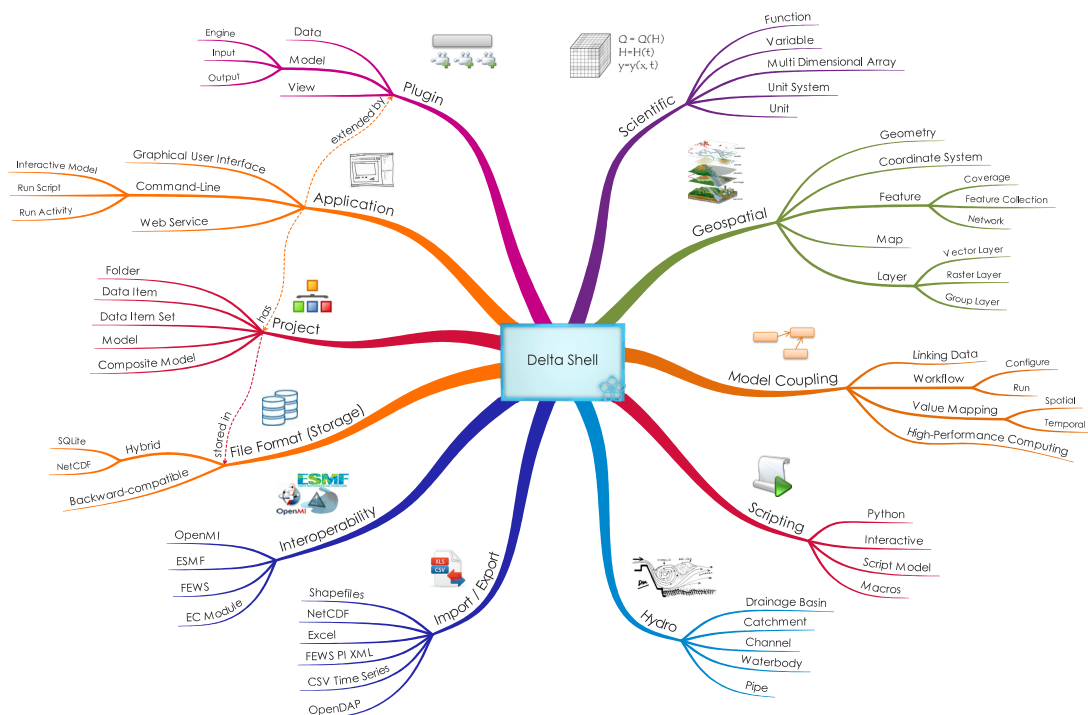 Delta Shell
Plugin
Data
Model
Engine
Input
Output
View
extended by
Application
Graphical User Interface
Command-Line
Interactive Model
Run Script
Run Activity
Web Service
has
Project
Folder
Data Item
Data Item Set
Model
Composite Model
stored in
File Format (Storage)
Hybrid
SQLite
NetCDF
Backward-compatible
Interoperability
ESMF
OpenMI
OpenMI
ESMF
FEWS
EC Module
Import / Export
XLS
CSV
Shapefiles
NetCDF
Excel
FEWS PI XML
CSV Time Series
OpenDAP
Scientific
Q = Q(H)
H=H(t)
y=y(x, t)
Function
Variable
Multi Dimensional Array
Unit System
Unit
Geospatial
Geometry
Coordinate System
Feature
Coverage
Feature Collection
Network
Map
Layer
Vector Layer
Raster Layer
Group Layer
Model Coupling
Linking Data
Workflow
Configure
Run
Value Mapping
Spatial
Temporal
High-Performance Computing
Scripting
Python
Interactive
Script Model
Macros
Hydro
Drainage Basin
Catchment
Channel
Waterbody
Pipe